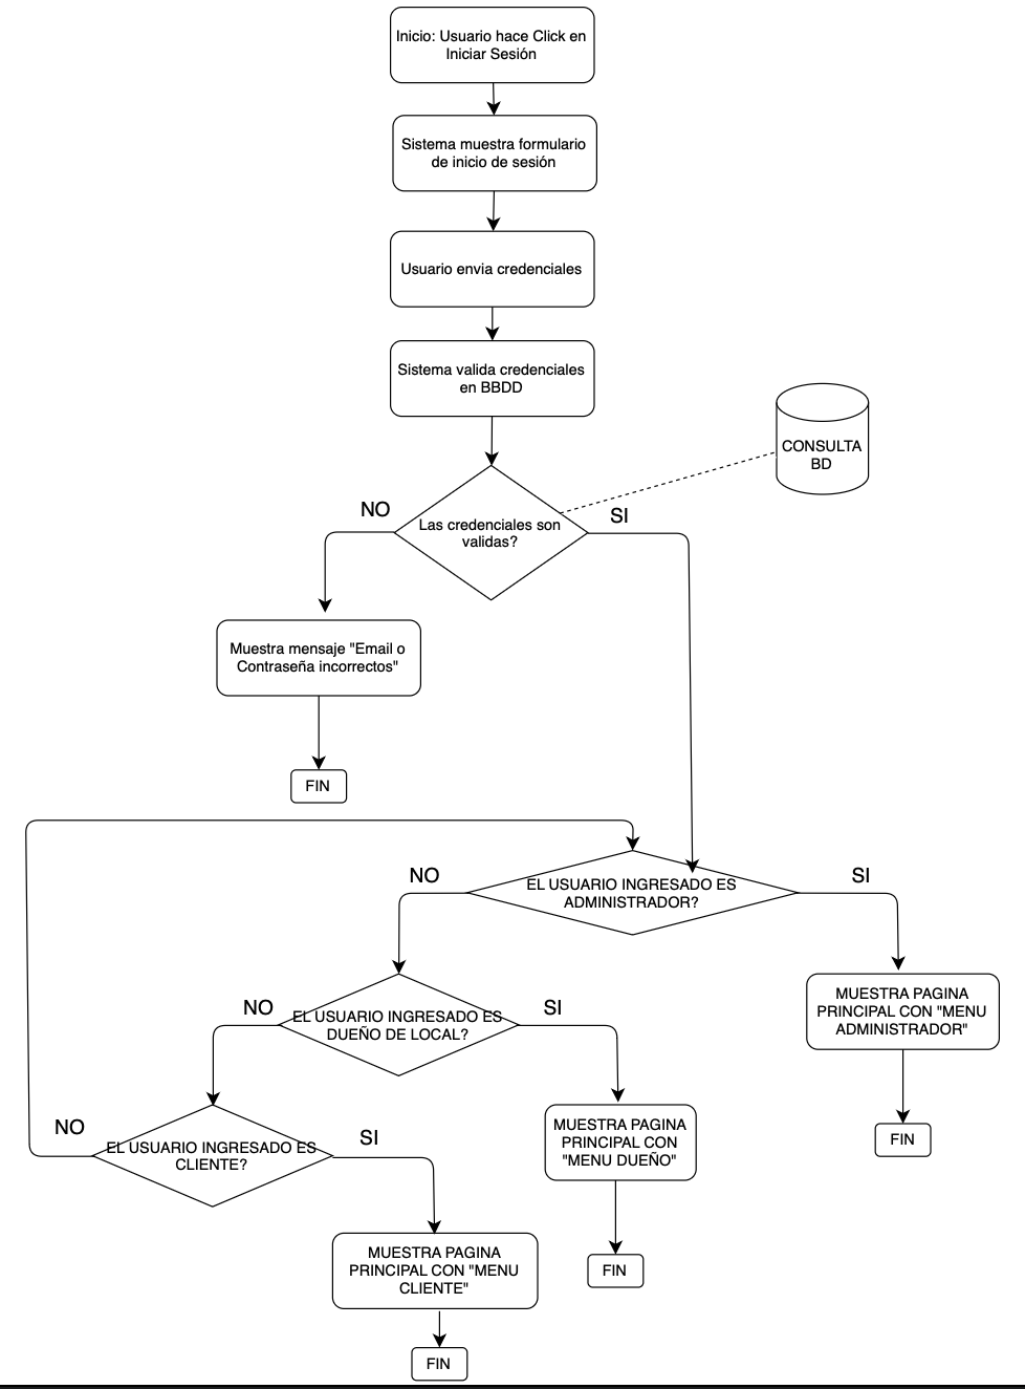 Inicio: Usuario hace Click en
Iniciar Sesión
Sistema muestra formulario
de inicio de sesión
Usuario envia credenciales
Sistema valida credenciales
en BBDD
CONSULTA
BD
NO
SI
Las credenciales son
validas?
Muestra mensaje "Email o
Contraseña incorrectos"
FIN
NO
SI
EL USUARIO INGRESADO ES
ADMINISTRADOR?
MUESTRA PAGINA
PRINCIPAL CON "MENU
ADMINISTRADOR"
FIN
NO
SI
EL USUARIO INGRESADO ES
DUEÑO DE LOCAL?
MUESTRA PAGINA
PRINCIPAL CON
"MENU DUEÑO"
FIN
NO
SI
EL USUARIO INGRESADO ES
CLIENTE?
MUESTRA PAGINA
PRINCIPAL CON "MENU
CLIENTE"
FIN